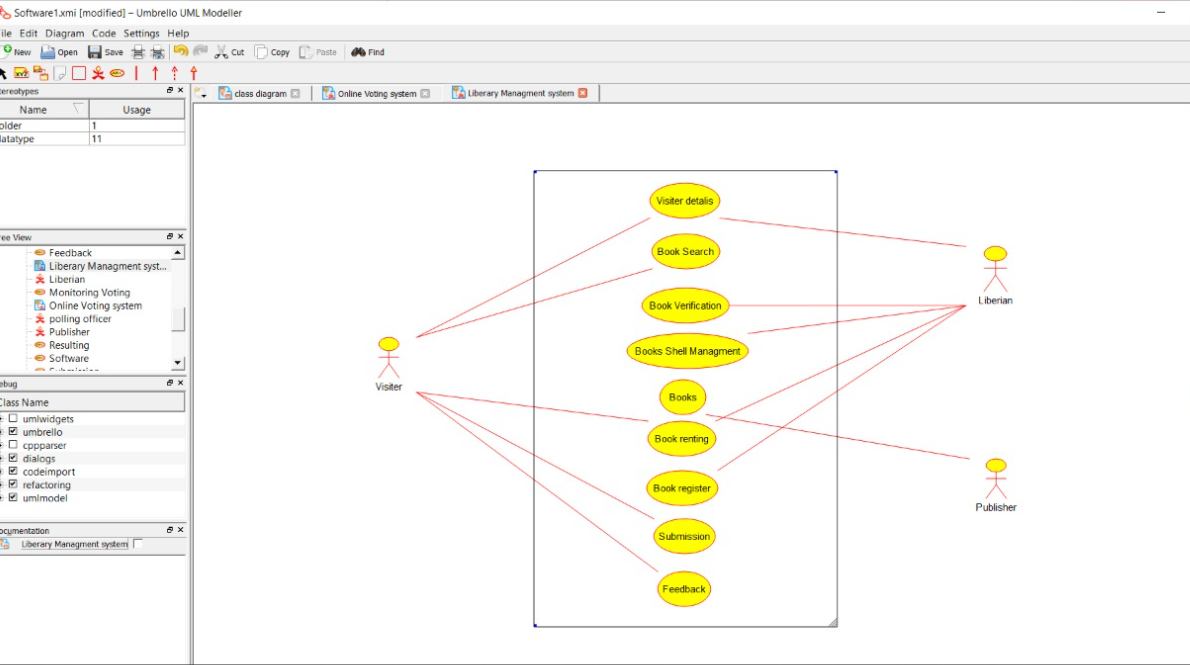 Software1.xmi [modified] – Umbrello UML Modeller
ile Edit Diagram Code Settings Help
New Open Save Cut Copy Paste Find
xyz
ereotypes
class diagram Online Voting system Liberary Managment system
Name Usage
older 1
latatype 11
ree View
Feedback
Liberary Managment syst...
Liberian
Monitoring Voting
Online Voting system
polling officer
Publisher
Resulting
Software
Submission
ebug
Class Name
umlwidgets
umbrello
cppparser
dialogs
codeimport
refactoring
umlmodel
ocumentation
Liberary Managment system
Visiter detalis
Book Search
Book Verification
Books Shell Managment
Books
Book renting
Book register
Submission
Feedback
Visiter
Liberian
Publisher